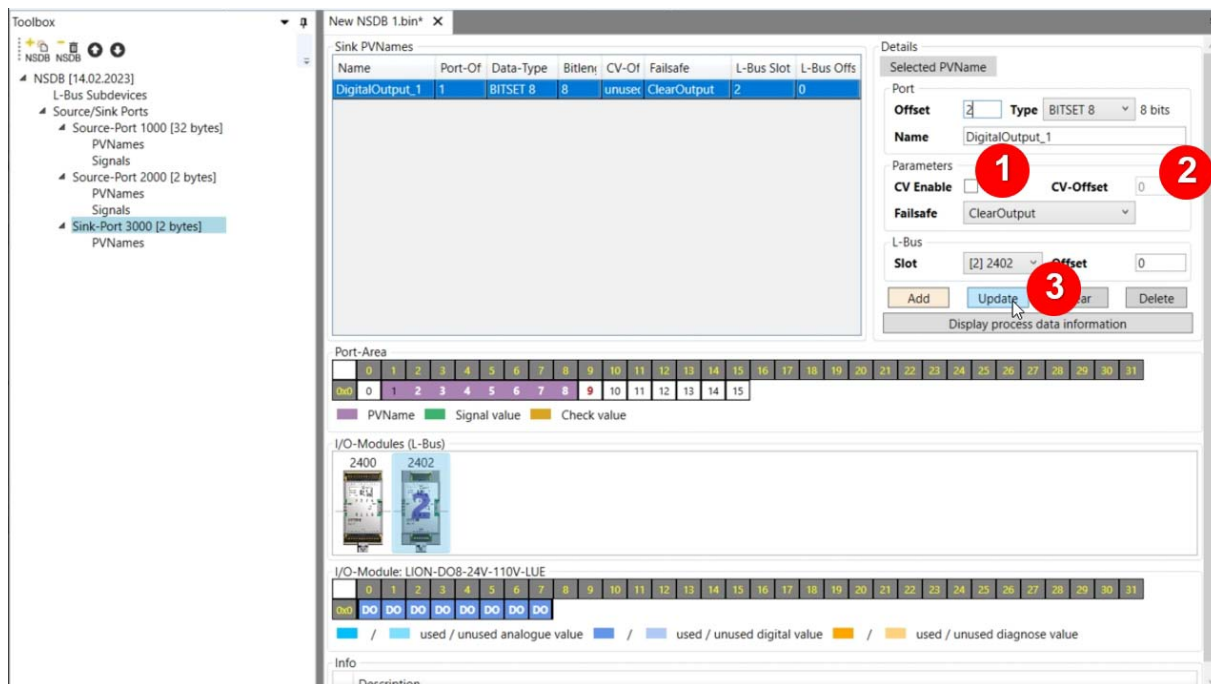 Toolbox
New NSDB 1.bin* X
NSDB NSDB
NSDB [14.02.2023]
L-Bus Subdevices
Source/Sink Ports
Source-Port 1000 [32 bytes]
PVNames
Signals
Source-Port 2000 [2 bytes]
PVNames
Signals
Sink-Port 3000 [2 bytes]
PVNames
Sink PVNames
Name Port-Of Data-Type Bitleng CV-Of Failsafe L-Bus Slot L-Bus Offs
DigitalOutput_1 1 BITSET 8 8 unused ClearOutput 2 0
Details
Selected PVName
Port
Offset 2 Type BITSET 8 8 bits
Name DigitalOutput_1
Parameters
1
2
CV Enable CV-Offset 0
Failsafe ClearOutput
L-Bus
Slot [2] 2402 Offset 0
3
Add Update Delete
Display process data information
Port-Area
0 1 2 3 4 5 6 7 8 9 10 11 12 13 14 15 16 17 18 19 20 21 22 23 24 25 26 27 28 29 30 31
0x0 0 1 2 3 4 5 6 7 8 9 10 11 12 13 14 15
PVName Signal value Check value
I/O-Modules (L-Bus)
2400 2402
2
I/O-Module: LION-DO8-24V-110V-LUE
0 1 2 3 4 5 6 7 8 9 10 11 12 13 14 15 16 17 18 19 20 21 22 23 24 25 26 27 28 29 30 31
0x0 DO DO DO DO DO DO DO DO
/ used / unused analogue value / used / unused digital value / used / unused diagnose value
Info
Description